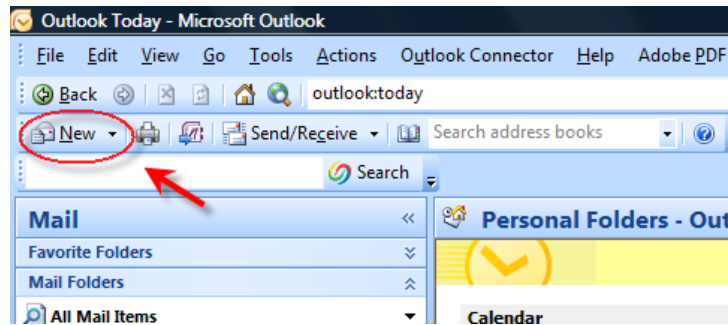 Outlook Today - Microsoft Outlook
File Edit View Go Tools Actions Outlook Connector Help Adobe PDF
Back outlook:today
New Send/Receive Search address books
Search
Mail « Personal Folders - Out
Favorite Folders
Mail Folders
All Mail Items
Calendar